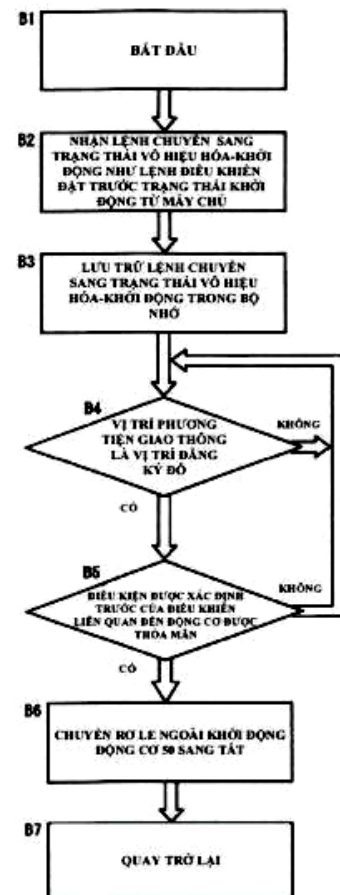 B1
BẮT ĐẦU
B2
NHẬN LỆNH CHUYỂN SANG
TRẠNG THÁI VÔ HIỆU HÓA-KHỞI
ĐỘNG NHƯ LỆNH ĐIỀU KHIỂN
ĐẶT TRƯỚC TRẠNG THÁI KHỞI
ĐỘNG TỪ MÁY CHỦ
B3
LƯU TRỮ LỆNH CHUYỂN
SANG TRẠNG THÁI VÔ HIỆU
HÓA-KHỞI ĐỘNG TRONG BỘ
NHỚ
B4
VỊ TRÍ PHƯƠNG
TIỆN GIAO THÔNG
LÀ VỊ TRÍ ĐĂNG
KÝ ĐỖ
KHÔNG
CÓ
B5
ĐIỀU KIỆN ĐƯỢC XÁC ĐỊNH
TRƯỚC CỦA ĐIỀU KHIỂN
LIÊN QUAN ĐẾN ĐỘNG CƠ ĐƯỢC
THỎA MÃN
KHÔNG
CÓ
B6
CHUYỂN RƠ LE NGOÀI KHỞI ĐỘNG
ĐỘNG CƠ 50 SANG TẮT
B7
QUAY TRỞ LẠI